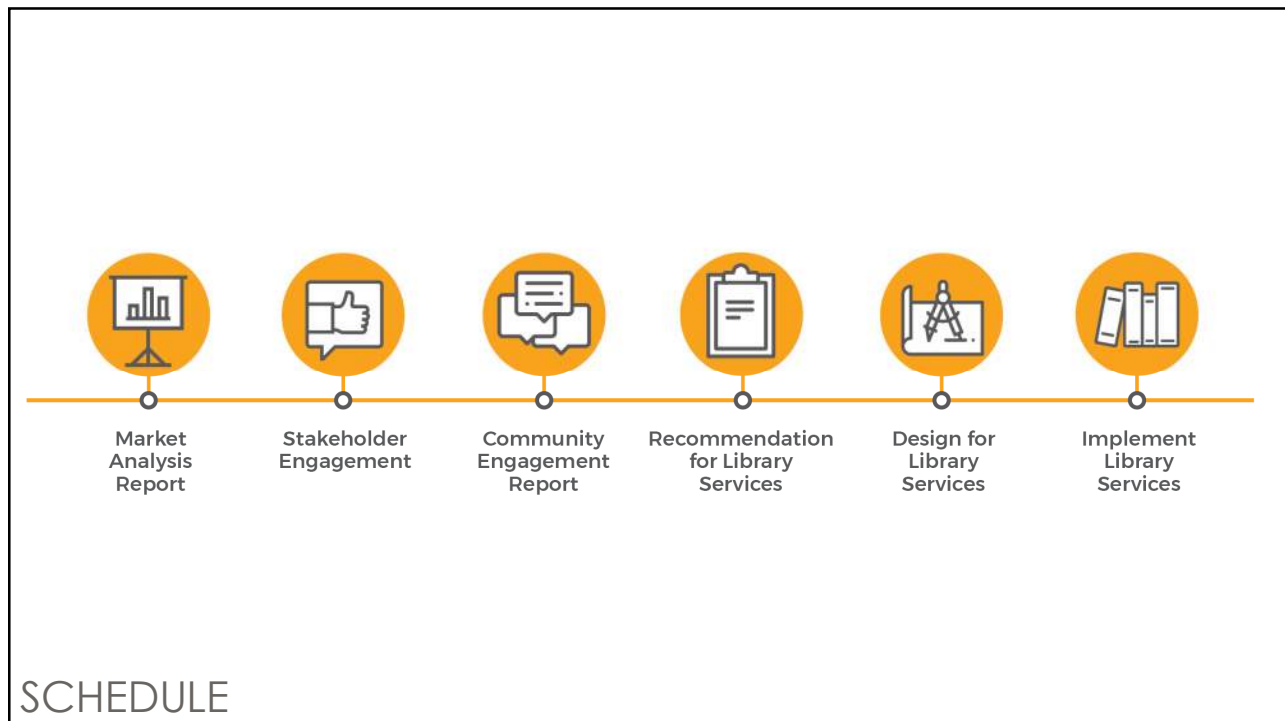 Market
Analysis
Report
Stakeholder
Engagement
Community
Engagement
Report
Recommendation
for Library
Services
Design for
Library
Services
Implement
Library
Services
SCHEDULE